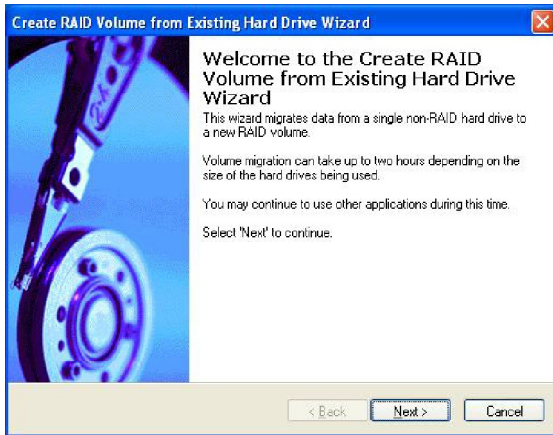 Create RAID Volume from Existing Hard Drive Wizard
Welcome to the Create RAID
Volume from Existing Hard Drive
Wizard
This wizard migrates data from a single non-RAID hard drive to
a new RAID volume.
Volume migration can take up to two hours depending on the
size of the hard drives being used.
You may continue to use other applications during this time.
Select 'Next' to continue.
< Back
Next >
Cancel